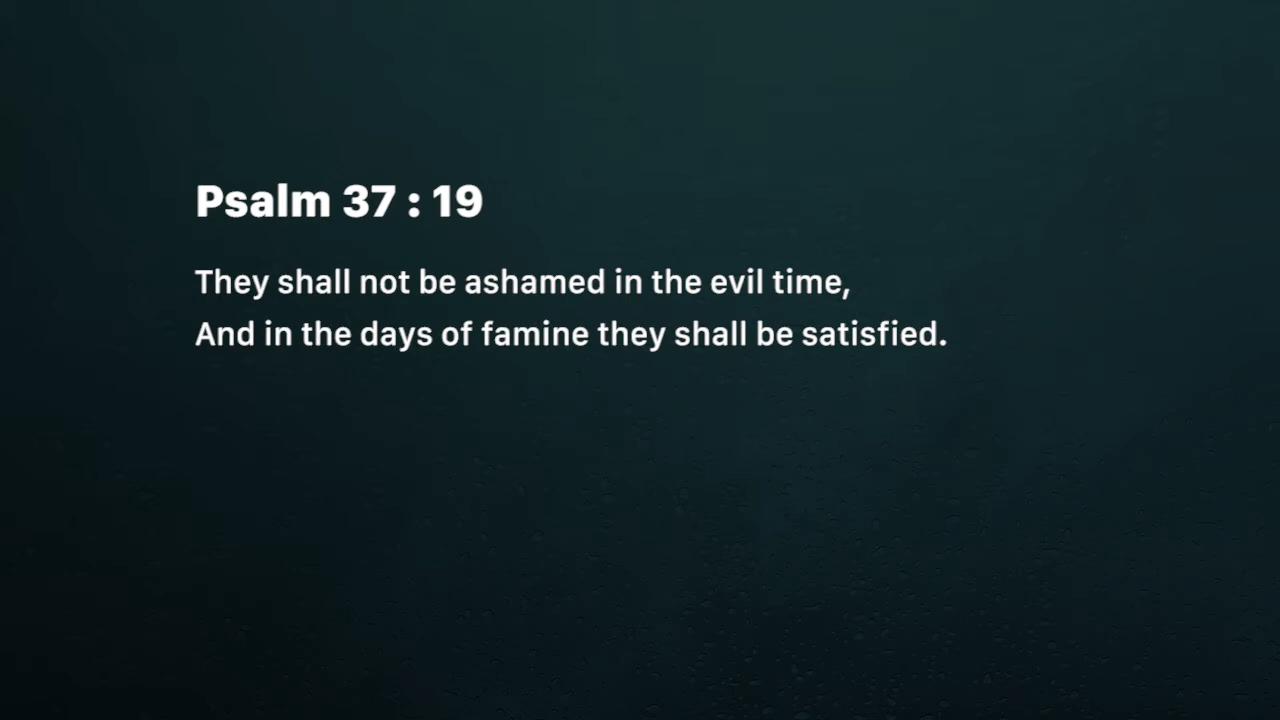 Psalm 37 : 19
They shall not be ashamed in the evil time,
And in the days of famine they shall be satisfied.